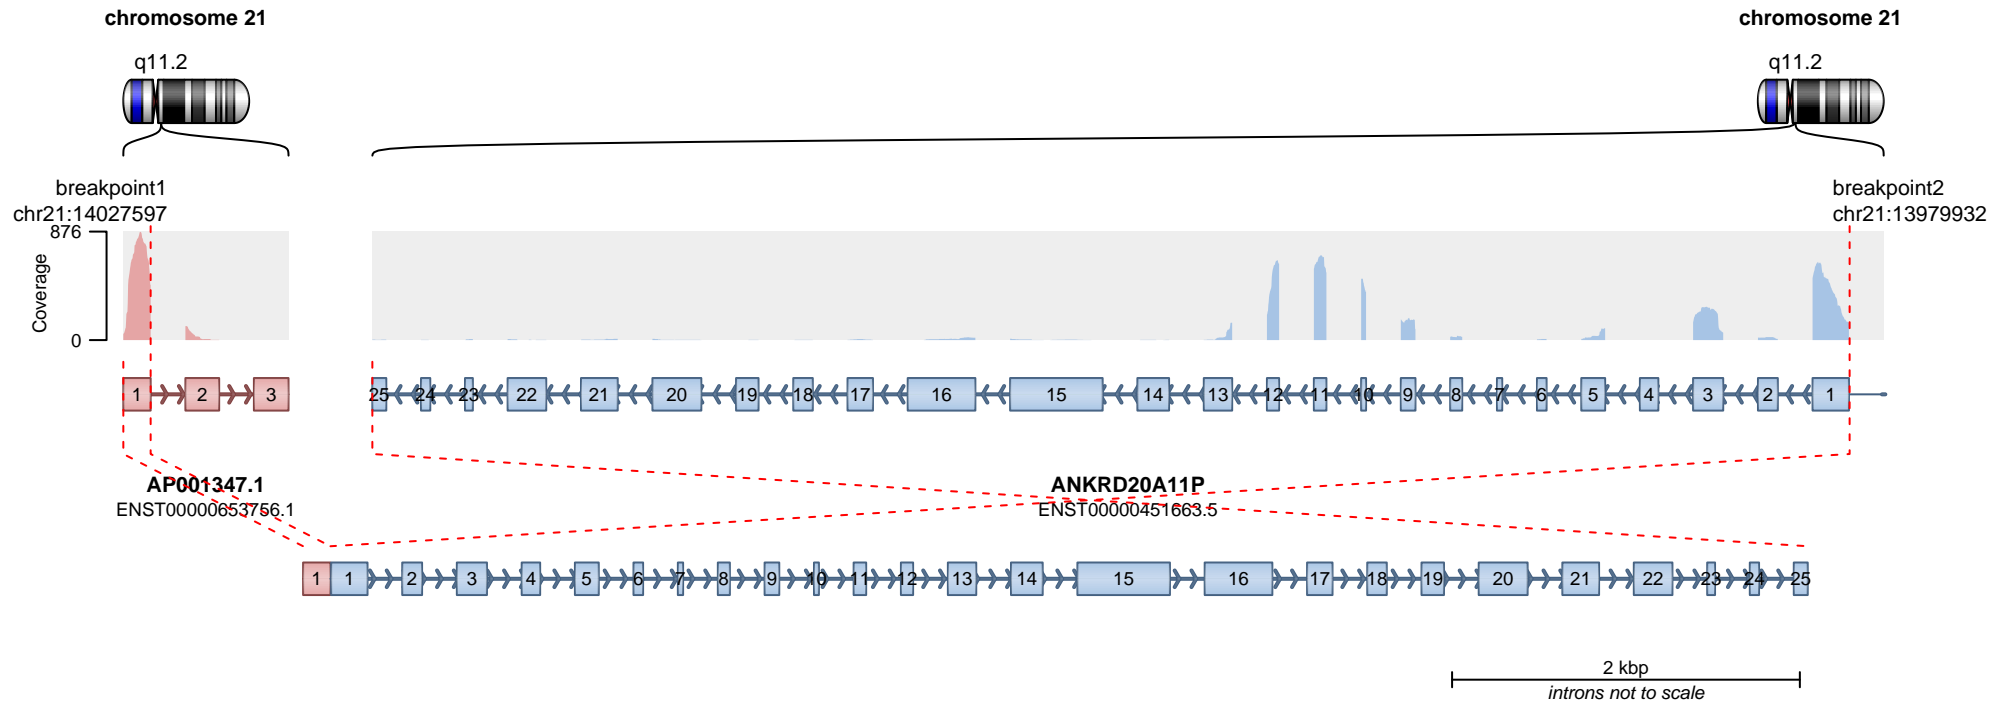 chromosome 21
chromosome 21
q11.2
q11.2
breakpoint1
chr21:14027597
breakpoint2
chr21:13979932
876
Coverage
0
1 2 3
25 24 23 22 21 20 19 18 17 16 15 14 13 12 11 10 9 8 7 6 5 4 3 2 1
AP001347.1
ENST00000653756.1
ANKRD20A11P
ENST00000451663.5
1 1 2 3 4 5 6 7 8 9 10 11 12 13 14 15 16 17 18 19 20 21 22 23 24 25
2 kbp
introns not to scale